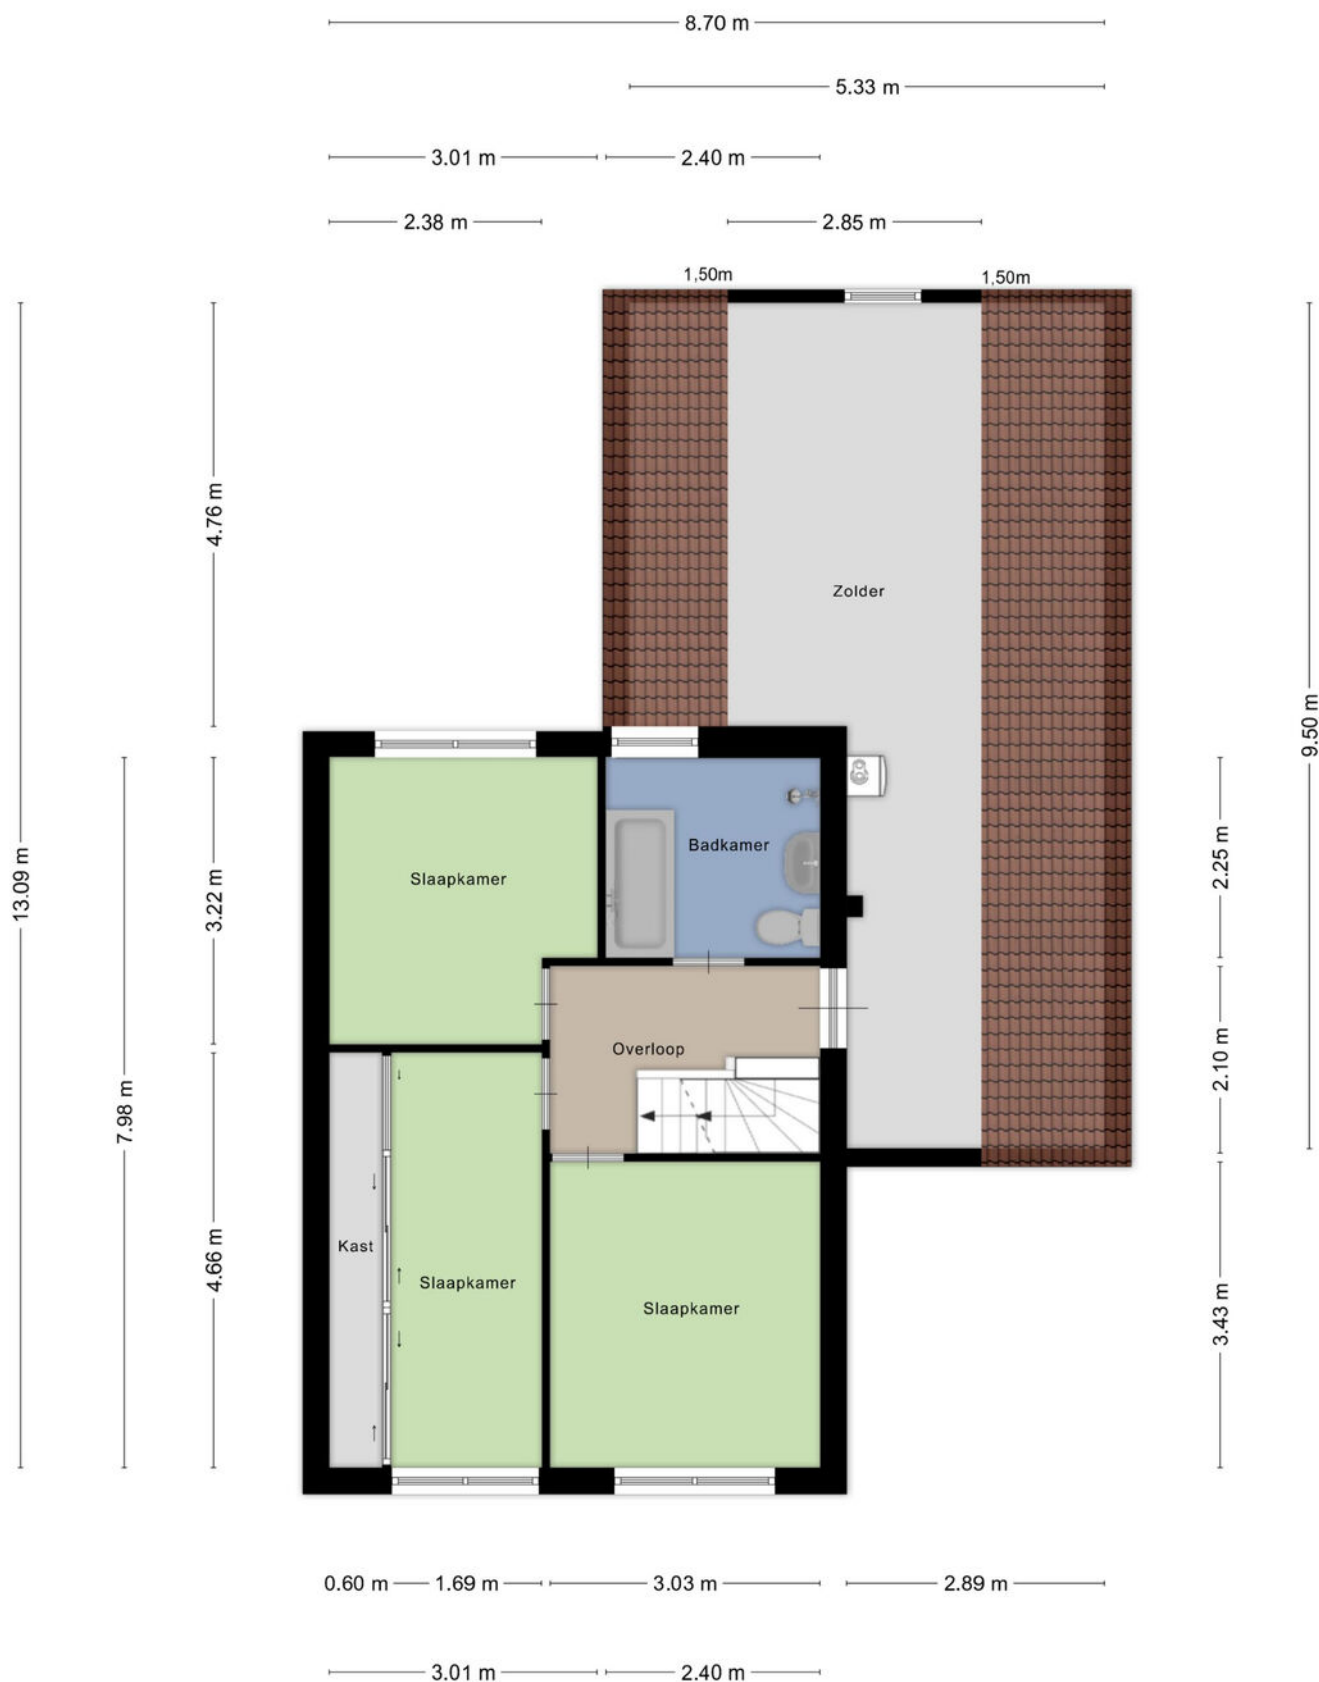 8.70 m
5.33 m
3.01 m
2.40 m
2.38 m
2.85 m
1,50m
1,50m
4.76 m
Zolder
9.50 m
13.09 m
3.22 m
Slaapkamer
Badkamer
2.25 m
7.98 m
Overloop
2.10 m
4.66 m
Kast
Slaapkamer
Slaapkamer
3.43 m
0.60 m
1.69 m
3.03 m
2.89 m
3.01 m
2.40 m